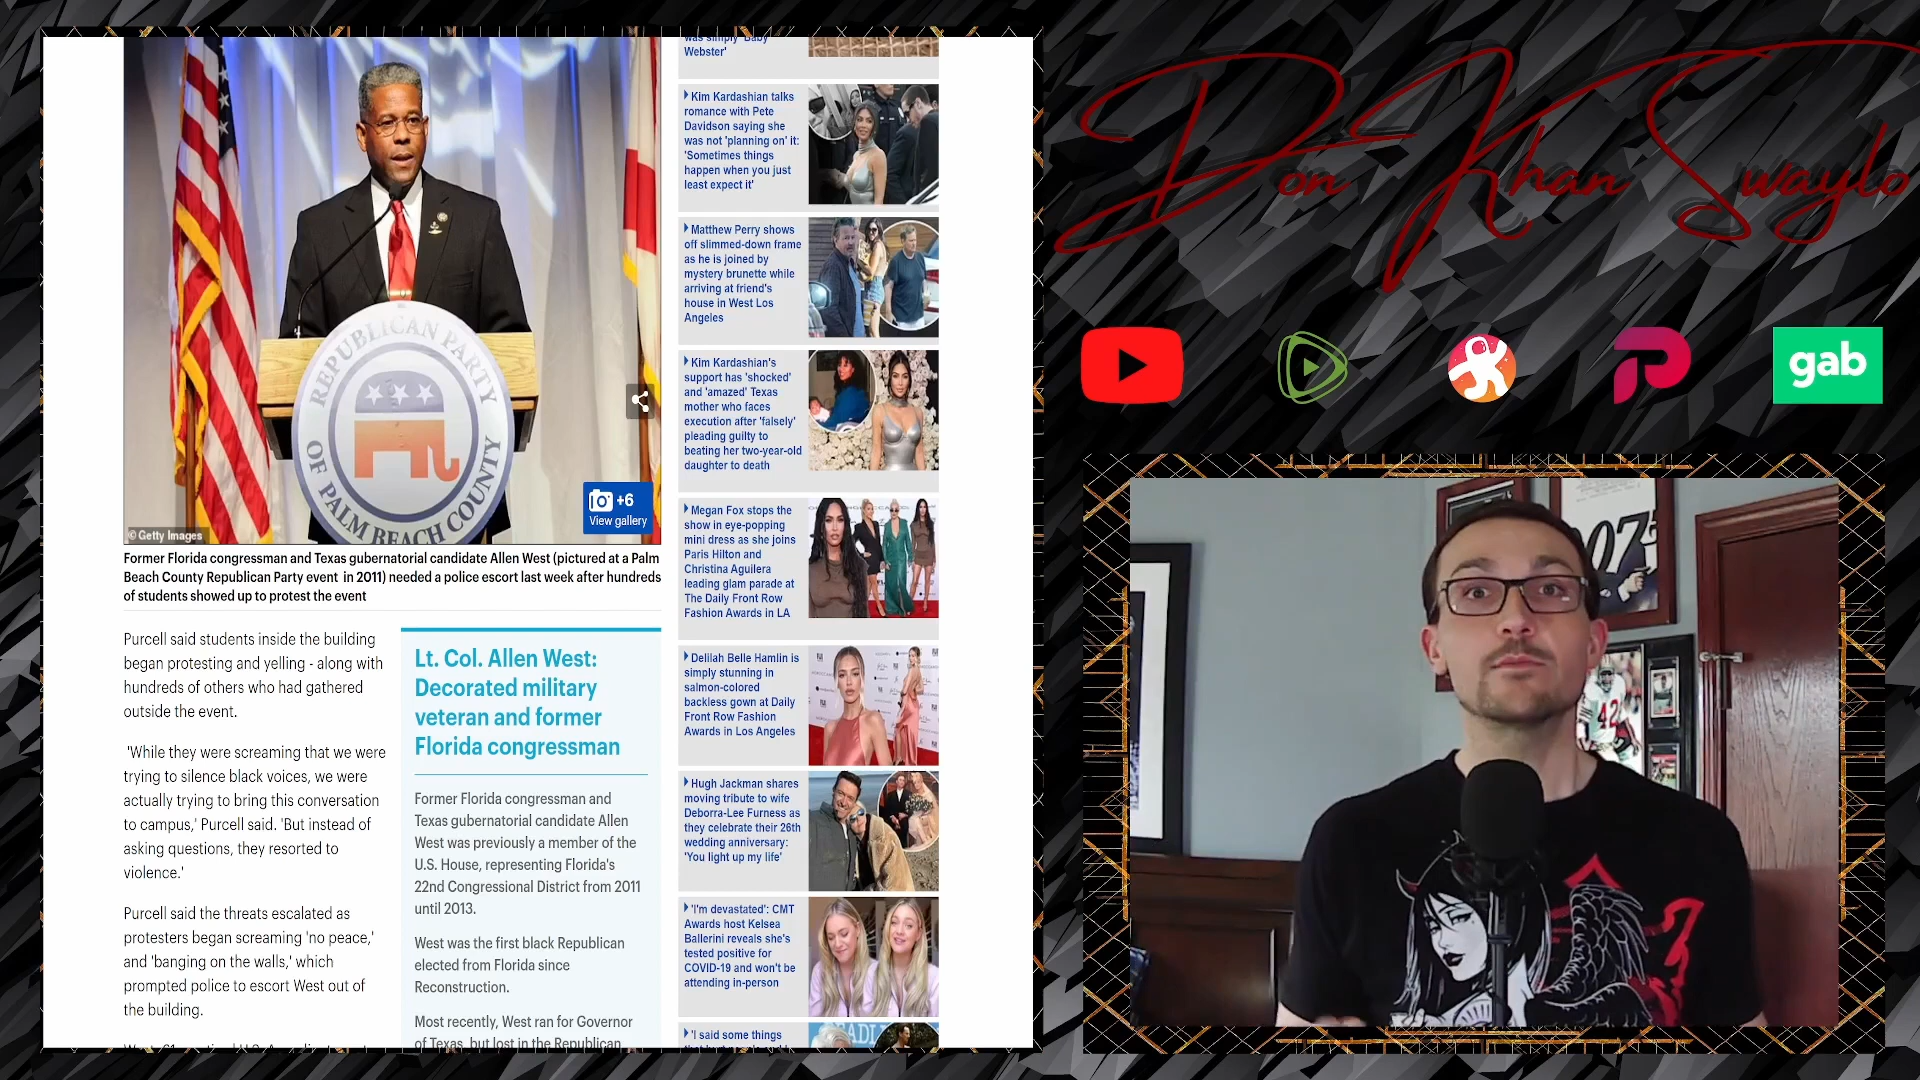 REPUBLICAN PARTY
OF PALM BEACH COUNTY
+6
View gallery
© Getty Images
Former Florida congressman and Texas gubernatorial candidate Allen West (pictured at a Palm
Beach County Republican Party event in 2011) needed a police escort last week after hundreds
of students showed up to protest the event
Purcell said students inside the building
began protesting and yelling - along with
hundreds of others who had gathered
outside the event.
'While they were screaming that we were
trying to silence black voices, we were
actually trying to bring this conversation
to campus,' Purcell said. 'But instead of
asking questions, they resorted to
violence.'
Purcell said the threats escalated as
protesters began screaming 'no peace,'
and 'banging on the walls,' which
prompted police to escort West out of
the building.
Lt. Col. Allen West:
Decorated military
veteran and former
Florida congressman
Former Florida congressman and
Texas gubernatorial candidate Allen
West was previously a member of the
U.S. House, representing Florida's
22nd Congressional District from 2011
until 2013.
West was the first black Republican
elected from Florida since
Reconstruction.
Most recently, West ran for Governor
of Texas, but lost in the Republican
was simply 'Baby
Webster'
Kim Kardashian talks
romance with Pete
Davidson saying she
was not 'planning on' it:
'Sometimes things
happen when you just
least expect it'
Matthew Perry shows
off slimmed-down frame
as he is joined by
mystery brunette while
arriving at friend's
house in West Los
Angeles
Kim Kardashian's
support has 'shocked'
and 'amazed' Texas
mother who faces
execution after 'falsely'
pleading guilty to
beating her two-year-old
daughter to death
Megan Fox stops the
show in eye-popping
mini dress as she joins
Paris Hilton and
Christina Aguilera
leading glam parade at
The Daily Front Row
Fashion Awards in LA
Delilah Belle Hamlin is
simply stunning in
salmon-colored
backless gown at Daily
Front Row Fashion
Awards in Los Angeles
Hugh Jackman shares
moving tribute to wife
Deborra-Lee Furness as
they celebrate their 26th
wedding anniversary:
'You light up my life'
'I'm devastated': CMT
Awards host Kelsea
Ballerini reveals she's
tested positive for
COVID-19 and won't be
attending in-person
'I said some things
Don Khan Swaylo
gab
007
42